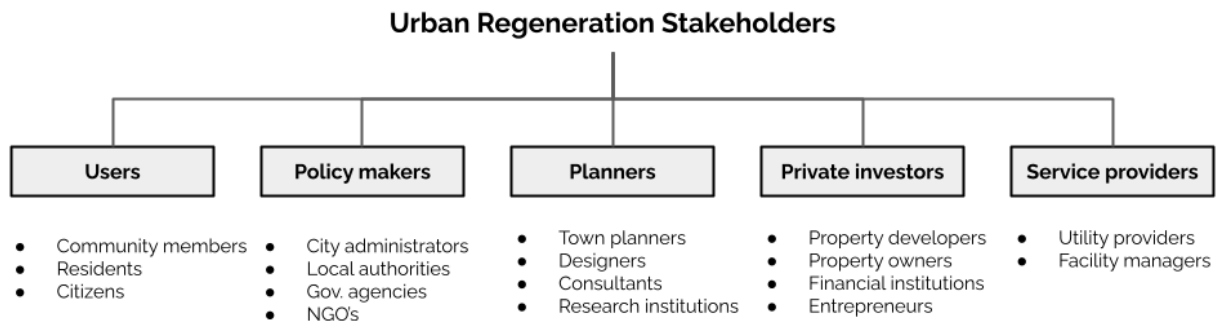 Urban Regeneration Stakeholders
Users
Policy makers
Planners
Private investors
Service providers
● Community members
● Residents
● Citizens
● City administrators
● Local authorities
● Gov. agencies
● NGO's
● Town planners
● Designers
● Consultants
● Research institutions
● Property developers
● Property owners
● Financial institutions
● Entrepreneurs
● Utility providers
● Facility managers